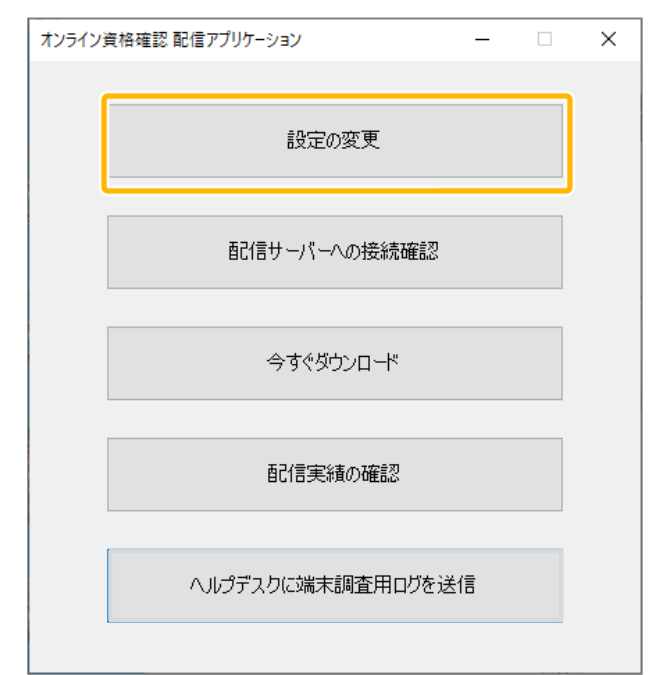 オンライン資格確認 配信アプリケーション
設定の変更
配信サーバーへの接続確認
今すぐダウンロード
配信実績の確認
ヘルプデスクに端末調査用ログを送信